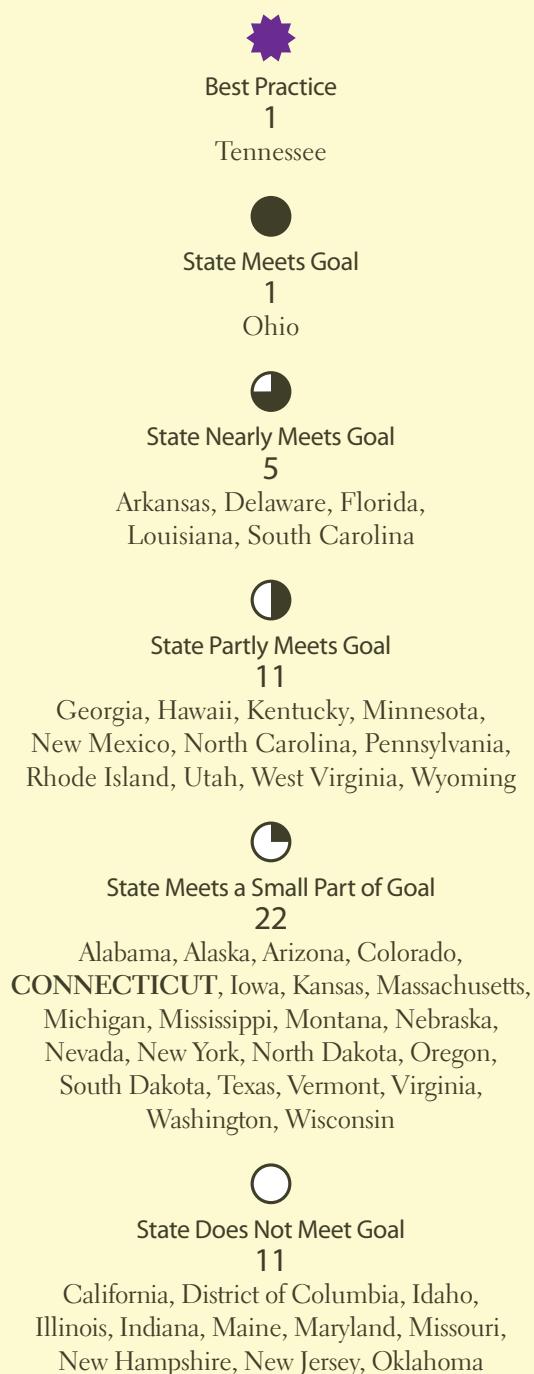 Best Practice
1
Tennessee
State Meets Goal
1
Ohio
State Nearly Meets Goal
5
Arkansas, Delaware, Florida,
Louisiana, South Carolina
State Partly Meets Goal
11
Georgia, Hawaii, Kentucky, Minnesota,
New Mexico, North Carolina, Pennsylvania,
Rhode Island, Utah, West Virginia, Wyoming
State Meets a Small Part of Goal
22
Alabama, Alaska, Arizona, Colorado,
CONNECTICUT, Iowa, Kansas, Massachusetts,
Michigan, Mississippi, Montana, Nebraska,
Nevada, New York, North Dakota, Oregon,
South Dakota, Texas, Vermont, Virginia,
Washington, Wisconsin
State Does Not Meet Goal
11
California, District of Columbia, Idaho,
Illinois, Indiana, Maine, Maryland, Missouri,
New Hampshire, New Jersey, Oklahoma